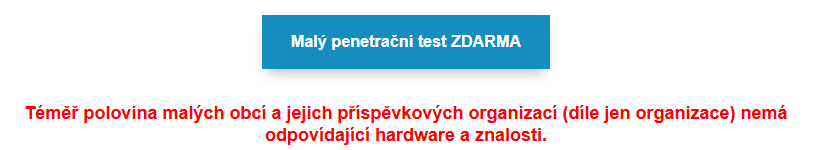 Malý penetrační test ZDARMA
Téměř polovina malých obcí a jejich příspěvkových organizací (díle jen organizace) nemá
odpovídající hardware a znalosti.